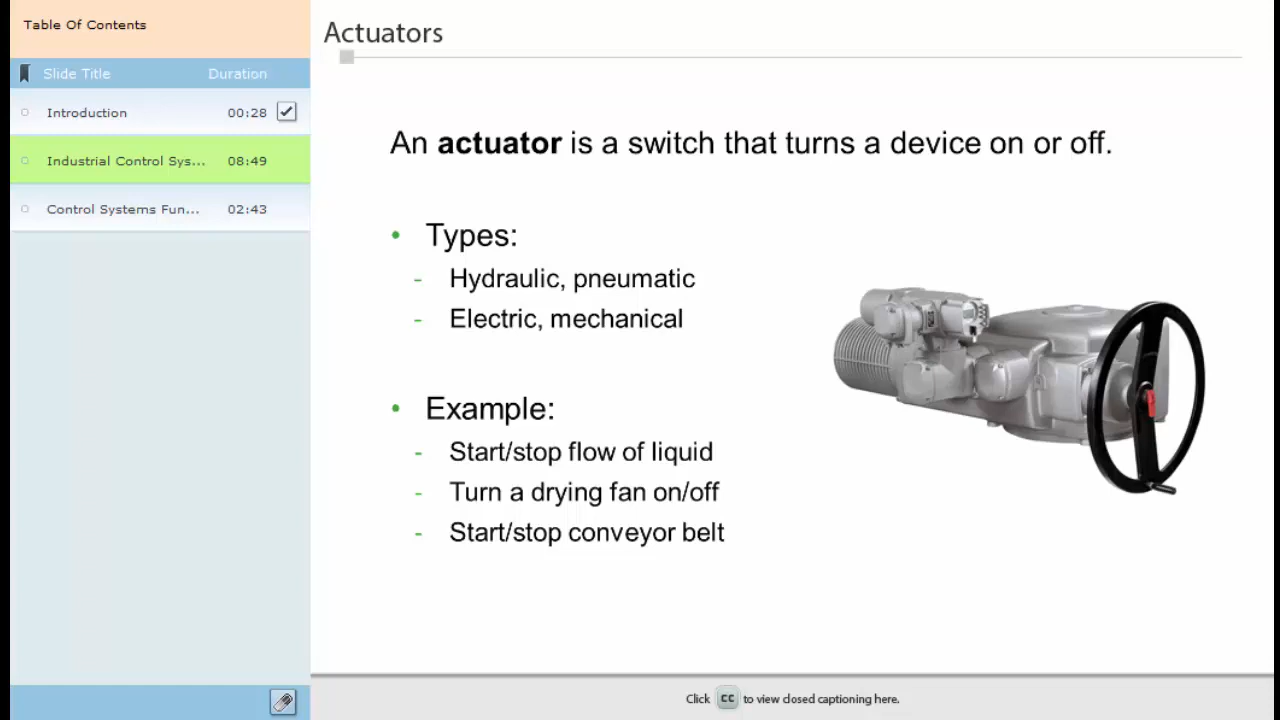 Table Of Contents
Slide Title Duration
Introduction 00:28
Industrial Control Sys... 08:49
Control Systems Fun... 02:43
Actuators
An actuator is a switch that turns a device on or off.
• Types:
- Hydraulic, pneumatic
- Electric, mechanical
• Example:
- Start/stop flow of liquid
- Turn a drying fan on/off
- Start/stop conveyor belt
Click CC to view closed captioning here.